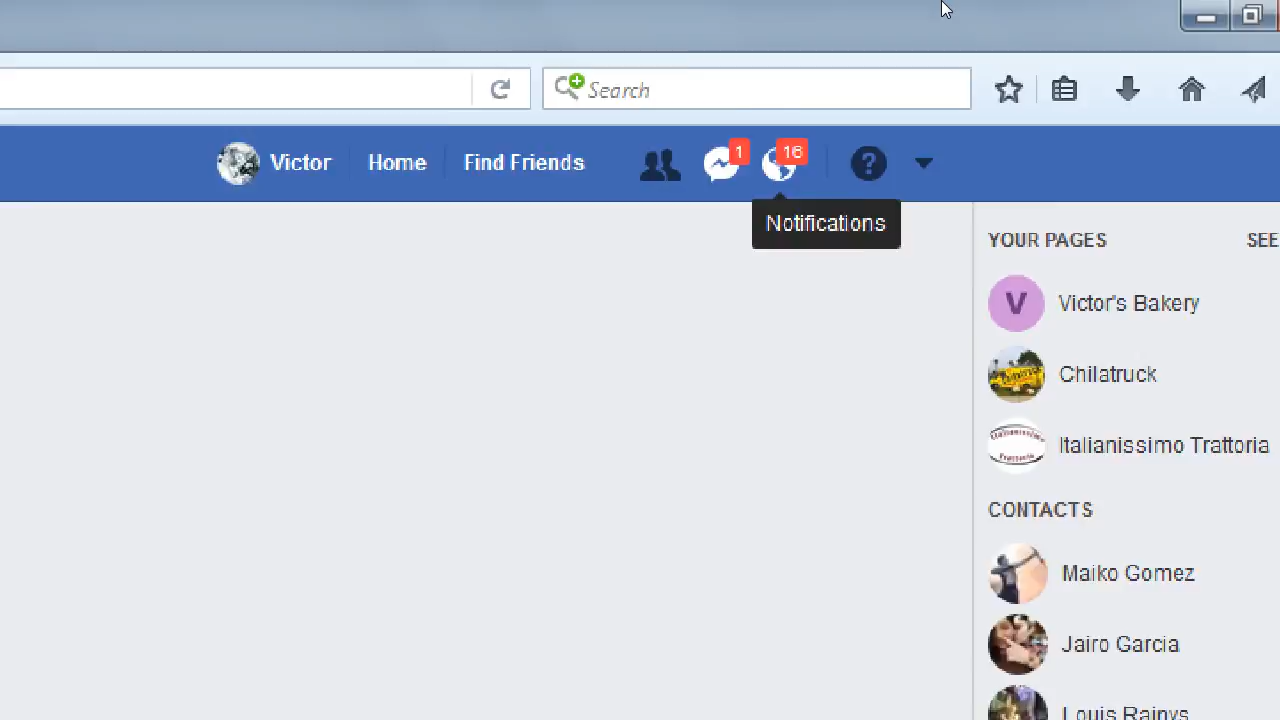 Search
Victor
Home
Find Friends
1
16
?
Notifications
YOUR PAGES
SEE
V
Victor's Bakery
Chilatruck
Italianissimo Trattoria
CONTACTS
Maiko Gomez
Jairo Garcia
Louis Rainys